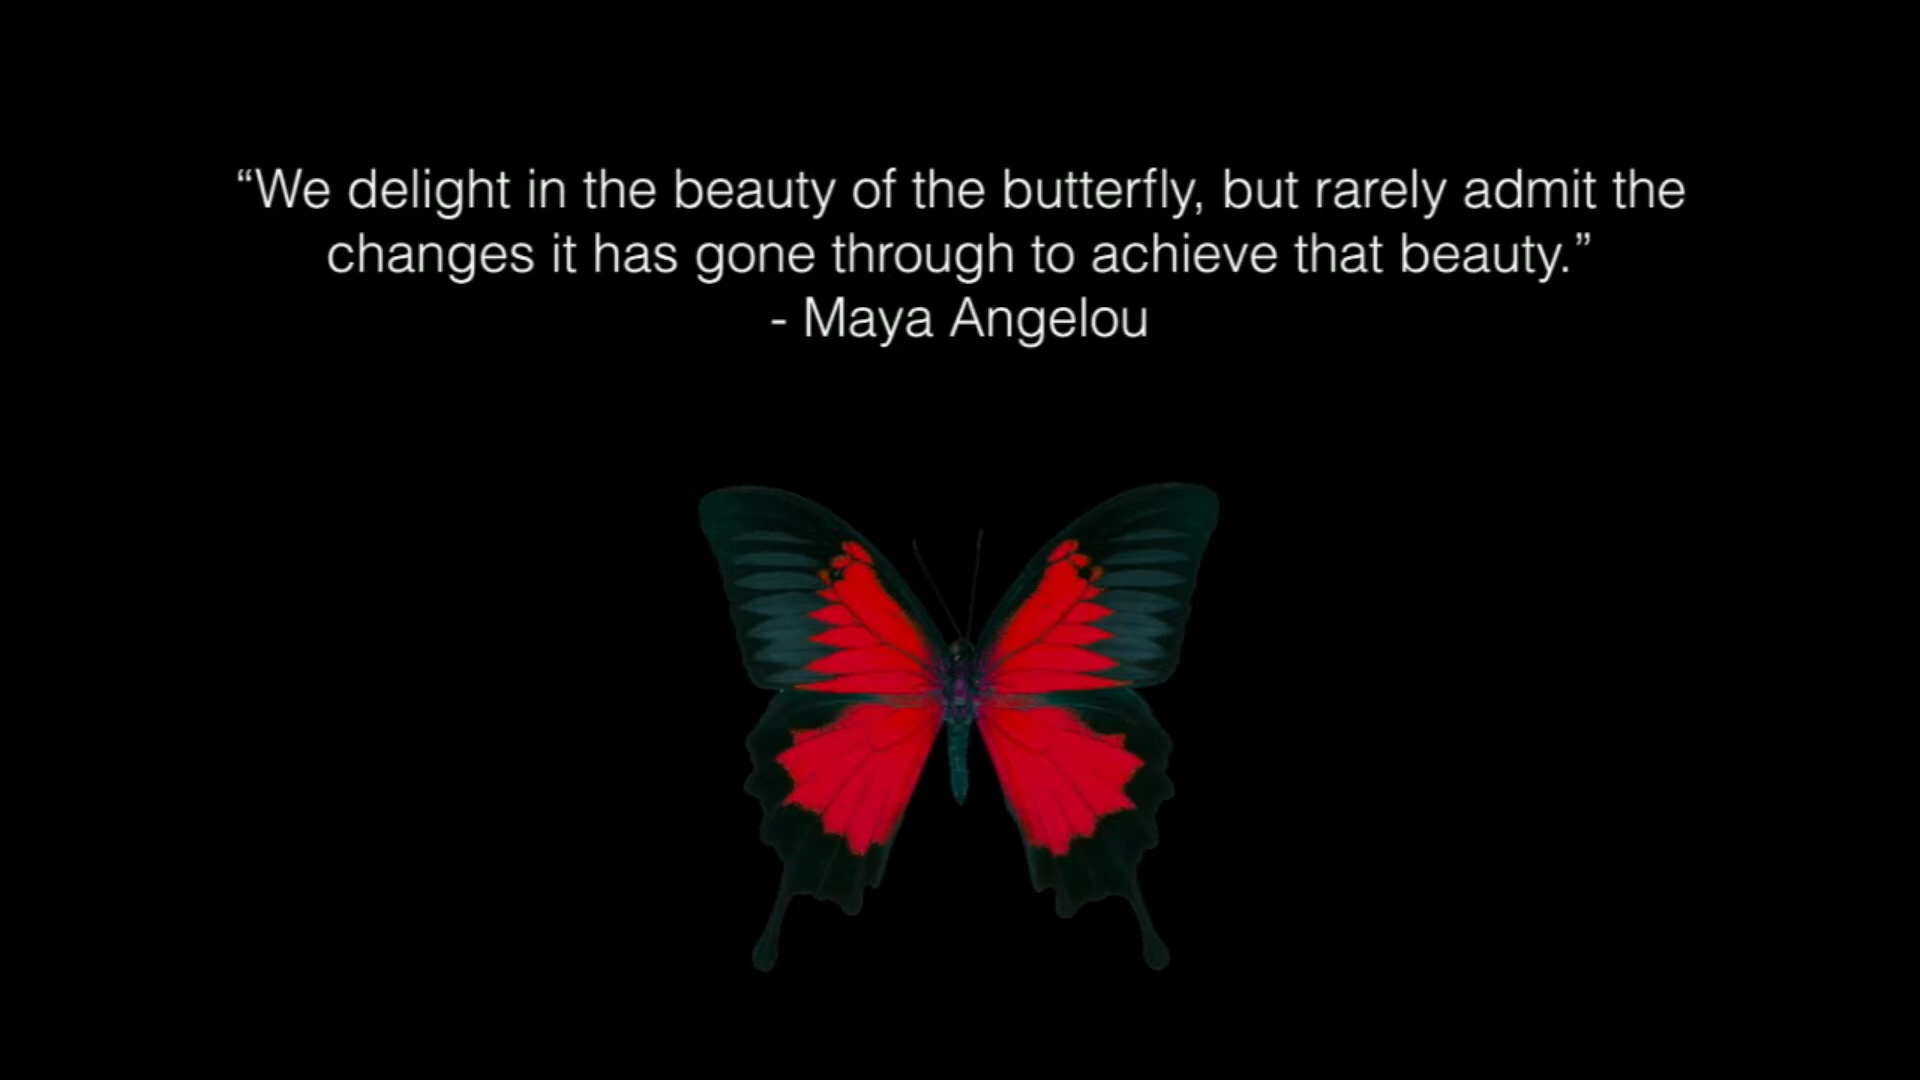 “We delight in the beauty of the butterfly, but rarely admit the
changes it has gone through to achieve that beauty.”
- Maya Angelou